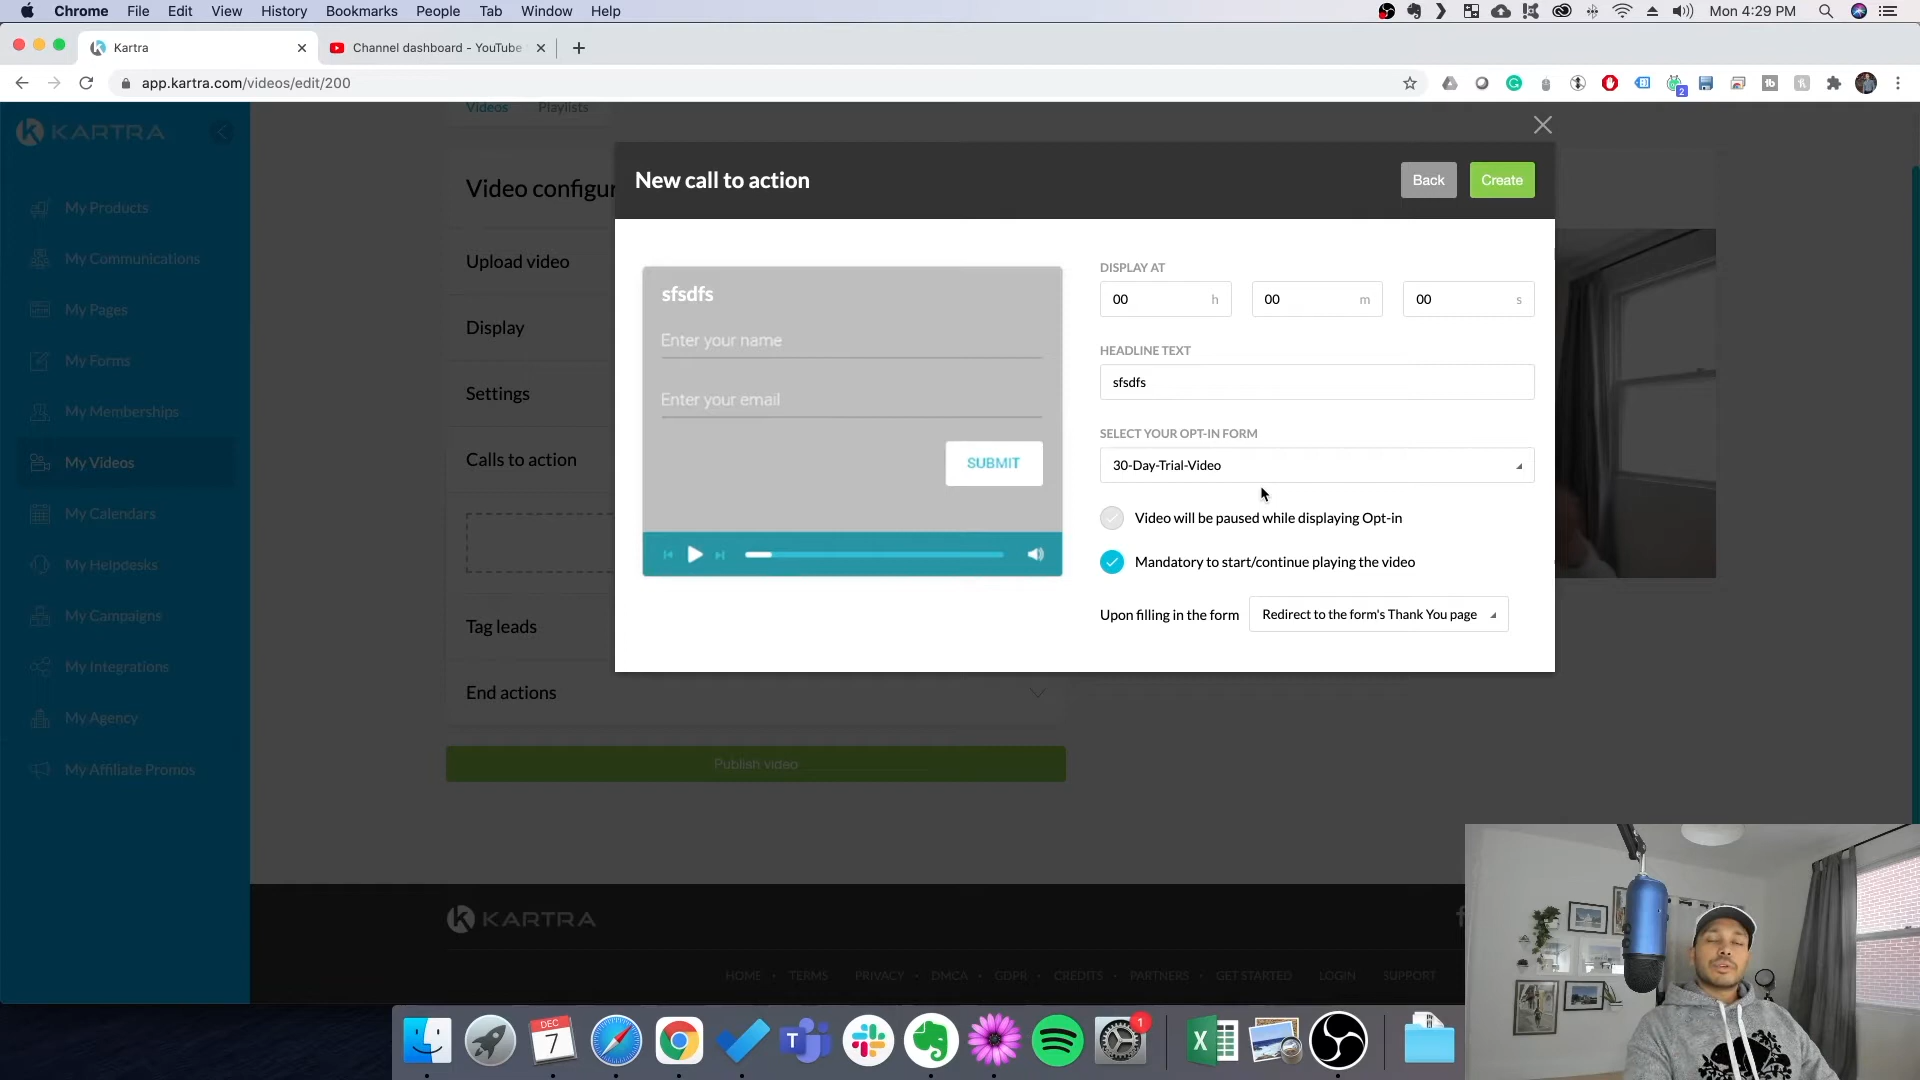 Chrome File Edit View History Bookmarks People Tab Window Help
Mon 4:29 PM
Kartra
Channel dashboard - YouTube
app.kartra.com/videos/edit/200
2
KARTRA
Videos Playlists
My Products
My Communications
My Pages
My Forms
My Memberships
My Videos
My Calendars
My Helpdesks
My Campaigns
My Integrations
My Agency
My Affiliate Promos
Video configur
Upload video
Display
Settings
Calls to action
Tag leads
End actions
Publish video
New call to action
Back
Create
sfsdfs
Enter your name
Enter your email
SUBMIT
DISPLAY AT
00 h 00 m 00 s
HEADLINE TEXT
sfsdfs
SELECT YOUR OPT-IN FORM
30-Day-Trial-Video
Video will be paused while displaying Opt-in
Mandatory to start/continue playing the video
Upon filling in the form Redirect to the form's Thank You page
KARTRA
HOME • TERMS • PRIVACY • DMCA • GDPR • CREDITS • PARTNERS • GET STARTED LOGIN SUPPORT
DEC
7
1